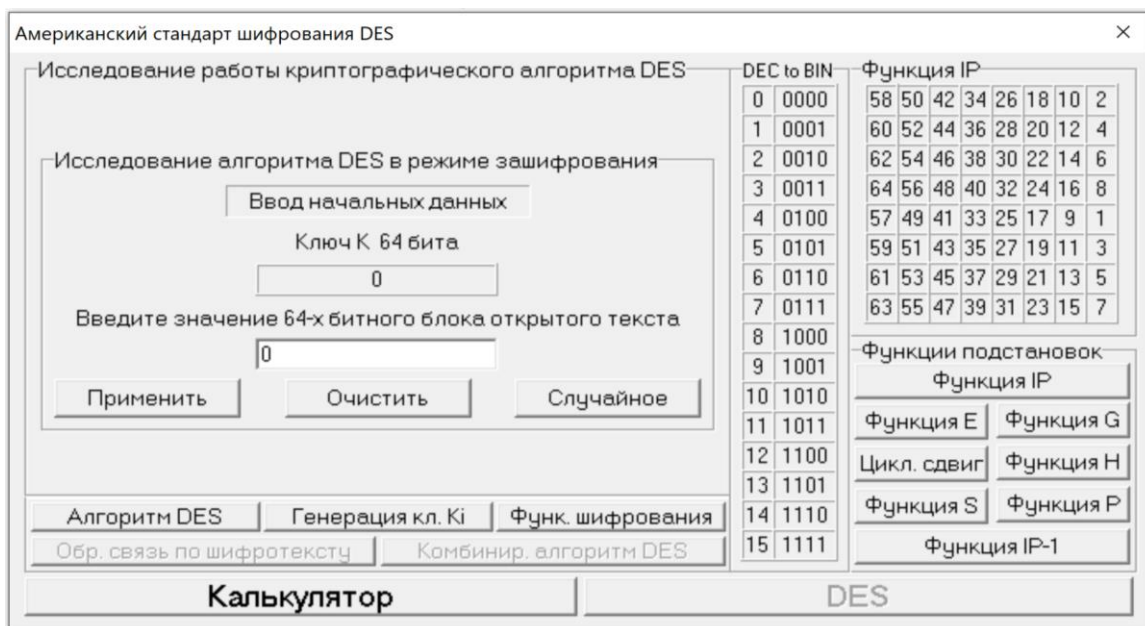 Американский стандарт шифрования DES
Исследование работы криптографического алгоритма DES
Исследование алгоритма DES в режиме зашифрования
Ввод начальных данных
Ключ К 64 бита
0
Введите значение 64-х битного блока открытого текста
0
Применить Очистить Случайное
Алгоритм DES Генерация кл. Ki Функ. шифрования
Обр. связь по шифротексту Комбинир. алгоритм DES
DEC to BIN
0 0000
1 0001
2 0010
3 0011
4 0100
5 0101
6 0110
7 0111
8 1000
9 1001
10 1010
11 1011
12 1100
13 1101
14 1110
15 1111
Функция IP
58 50 42 34 26 18 10 2
60 52 44 36 28 20 12 4
62 54 46 38 30 22 14 6
64 56 48 40 32 24 16 8
57 49 41 33 25 17 9 1
59 51 43 35 27 19 11 3
61 53 45 37 29 21 13 5
63 55 47 39 31 23 15 7
Функции подстановок
Функция IP
Функция E Функция G
Цикл. сдвиг Функция H
Функция S Функция P
Функция IP-1
Калькулятор DES